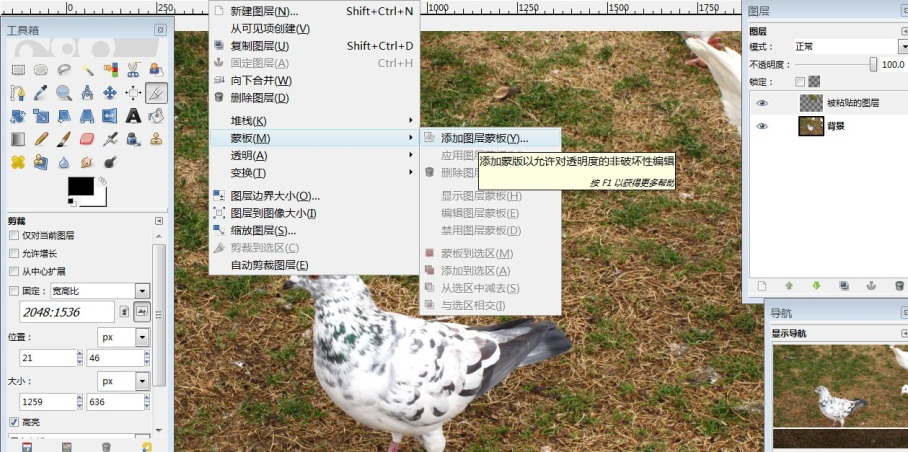 0
250
1000
1250
1500
1750
工具箱
剪裁
仅对当前图层
允许增长
从中心扩展
固定： 宽高比
2048:1536
位置： px
21 46
大小： px
1259 636
高亮
新建图层(N)... Shift+Ctrl+N
从可见项创建(V)
复制图层(U) Shift+Ctrl+D
固定图层(A) Ctrl+H
向下合并(W)
删除图层(D)
堆栈(K)
蒙板(M)
透明(A)
变换(T)
图层边界大小(O)...
图层到图像大小(I)
缩放图层(S)...
剪裁到选区(C)
自动剪裁图层(E)
添加图层蒙板(Y)...
应用图
删除图
添加蒙版以允许对透明度的非破坏性编辑
按 F1 以获得更多帮助
显示图层蒙板(H)
编辑图层蒙板(E)
禁用图层蒙板(D)
蒙板到选区(M)
添加到选区(A)
从选区中减去(S)
与选区相交(I)
图层
图层
模式： 正常
不透明度： 100.0
锁定：
被粘贴的图层
背景
导航
显示导航